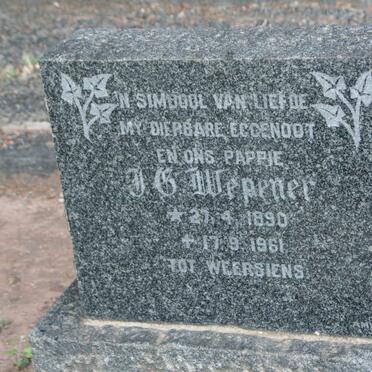 'N SIMBOOL VAN LIEFDE
MY DIERBARE EGGENOOT
EN ONS PAPPIE
J G Wepener
* 27. 4. 1890
+ 17. 9. 1961
TOT WEERSIENS